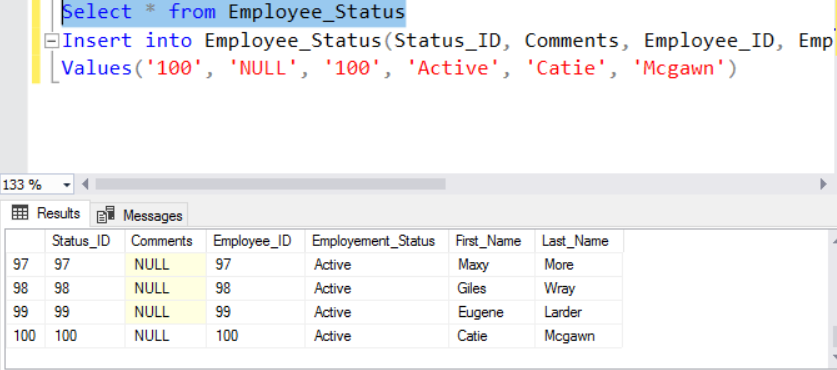 Select * from Employee_Status
Insert into Employee_Status(Status_ID, Comments, Employee_ID, Emp
Values('100', 'NULL', '100', 'Active', 'Catie', 'Mcgawn')
133 %
Results Messages
Status_ID Comments Employee_ID Employement_Status First_Name Last_Name
97 97 NULL 97 Active Maxy More
98 98 NULL 98 Active Giles Wray
99 99 NULL 99 Active Eugene Larder
100 100 NULL 100 Active Catie Mcgawn